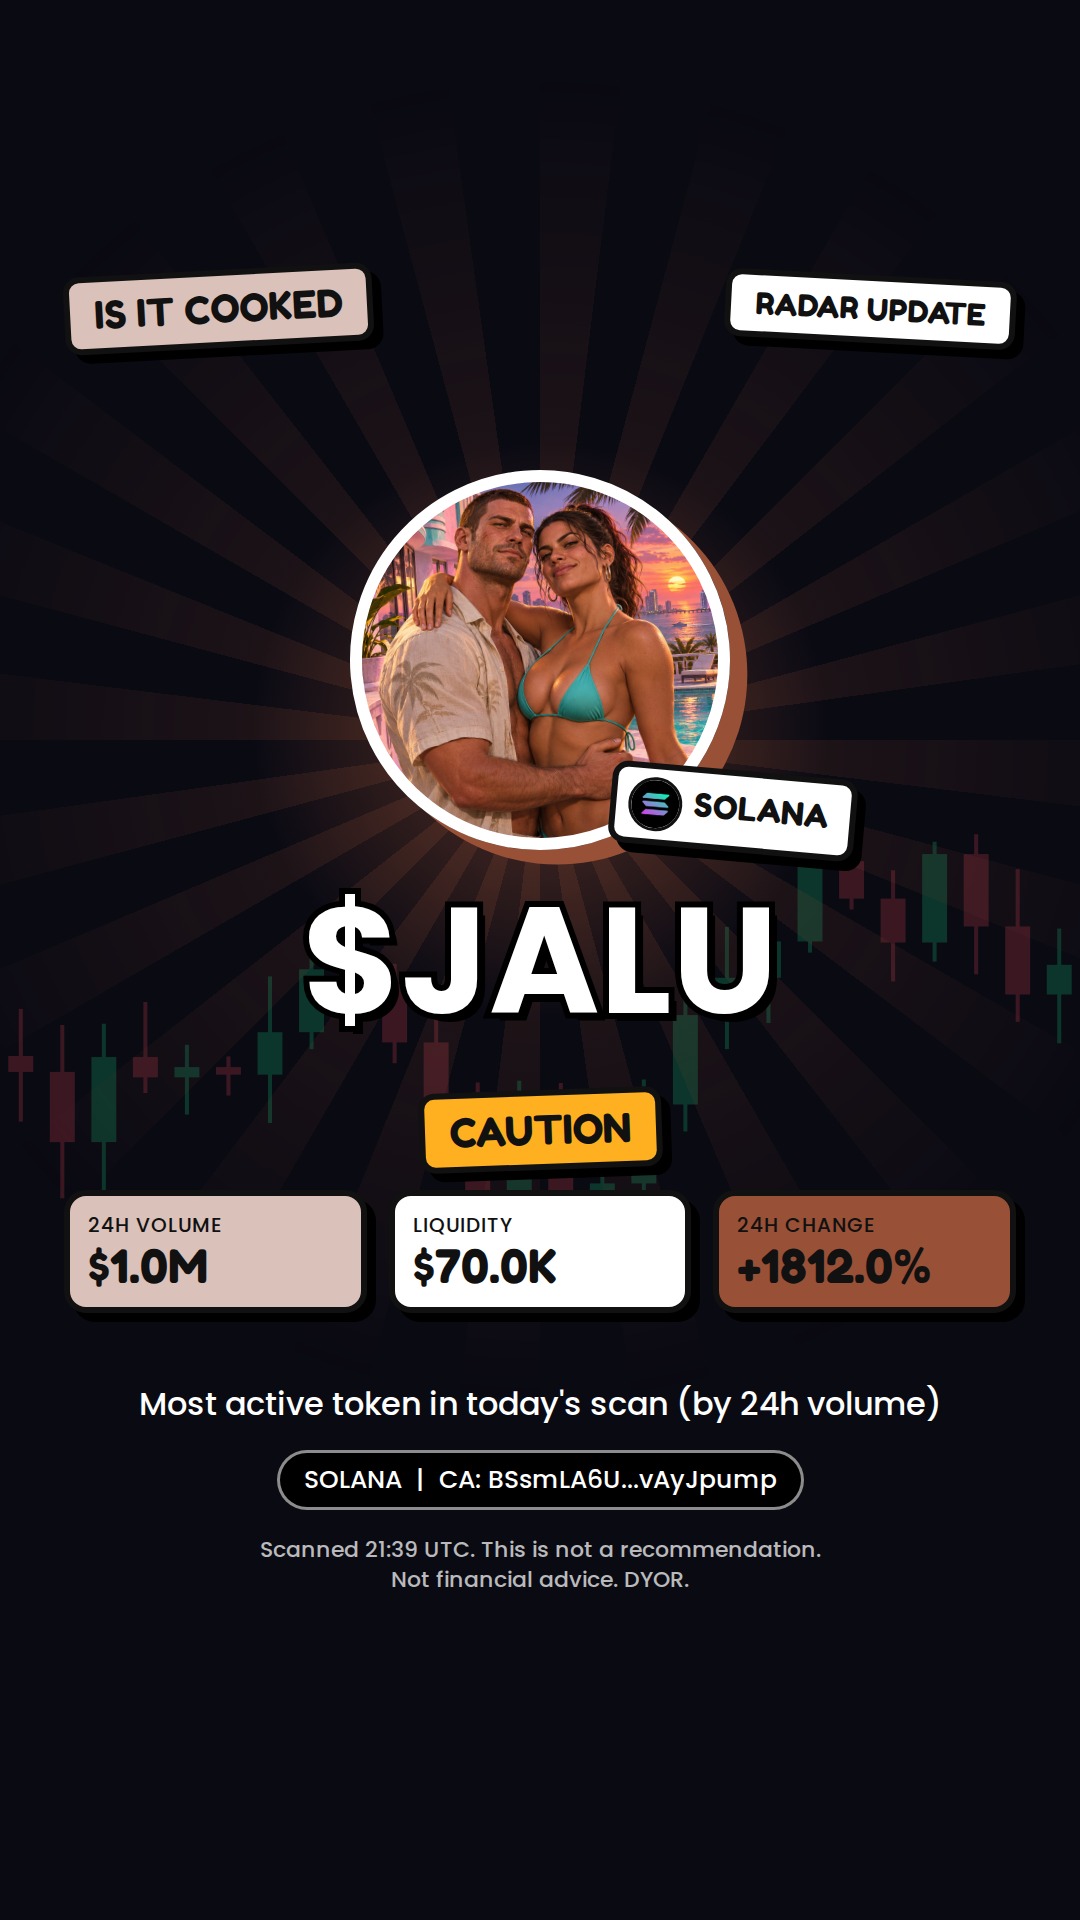 IS IT COOKED
RADAR UPDATE
SOLANA
$JALU
CAUTION
24H VOLUME
$1.0M
LIQUIDITY
$70.0K
24H CHANGE
+1812.0%
Most active token in today's scan (by 24h volume)
SOLANA | CA: BSsmLA6U...vAyJpump
Scanned 21:39 UTC. This is not a recommendation.
Not financial advice. DYOR.